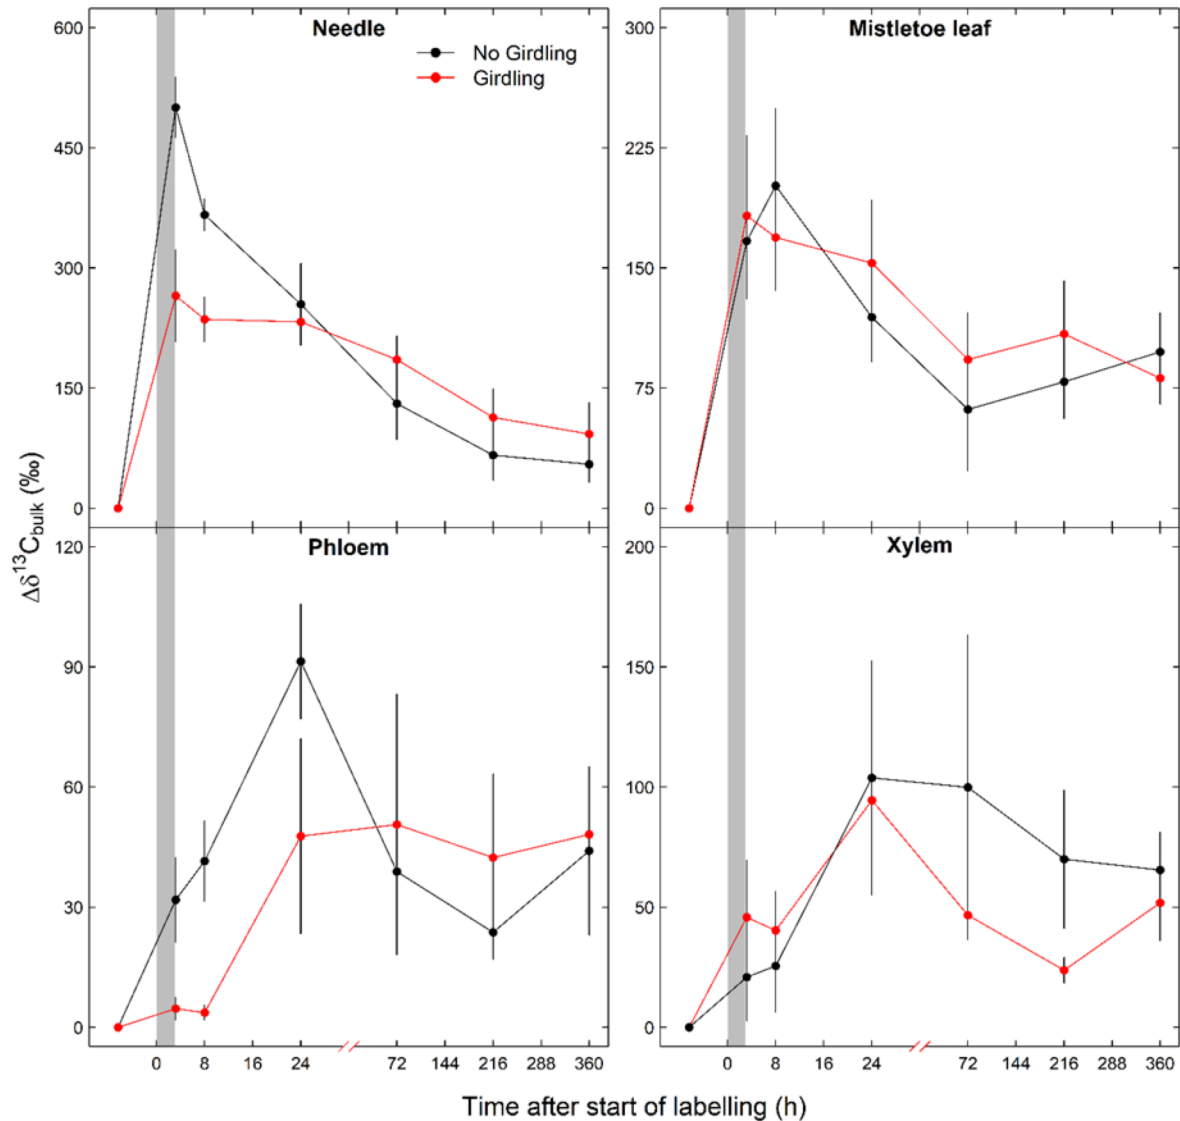 Needle
No Girdling
Girdling
600
450
300
150
0
Mistletoe leaf
300
225
150
75
0
Phloem
120
90
60
30
0
0 8 16 24 72 144 216 288 360
Xylem
200
150
100
50
0
0 8 16 24 72 144 216 288 360
Δδ¹³C_bulk (‰)
Time after start of labelling (h)